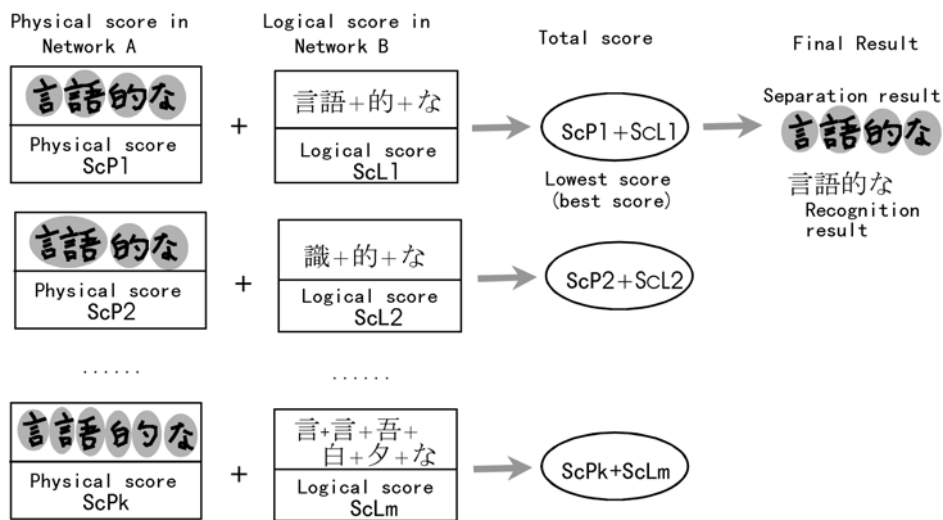 Physical score in
Network A
Logical score in
Network B
Total score
Final Result
言語的な
Physical score
ScP1
+
言語+的+な
Logical score
ScL1
ScP1+ScL1
Lowest score
(best score)
Separation result
言語的な
言語的な
Recognition
result
言語的な
Physical score
ScP2
+
識+的+な
Logical score
ScL2
ScP2+ScL2
......
......
言語的な
Physical score
ScPk
+
言+言+吾+
白+夕+な
Logical score
ScLm
ScPk+ScLm